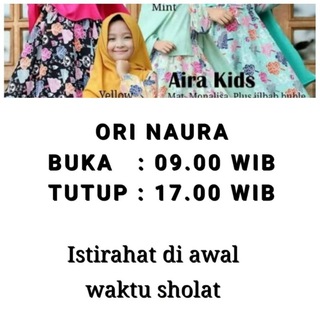 Mint
Aira Kids
Mat. Monalisa, Plus jilbab buble
Yellow
ORI NAURA
BUKA : 09.00 WIB
TUTUP : 17.00 WIB
Istirahat di awal
waktu sholat